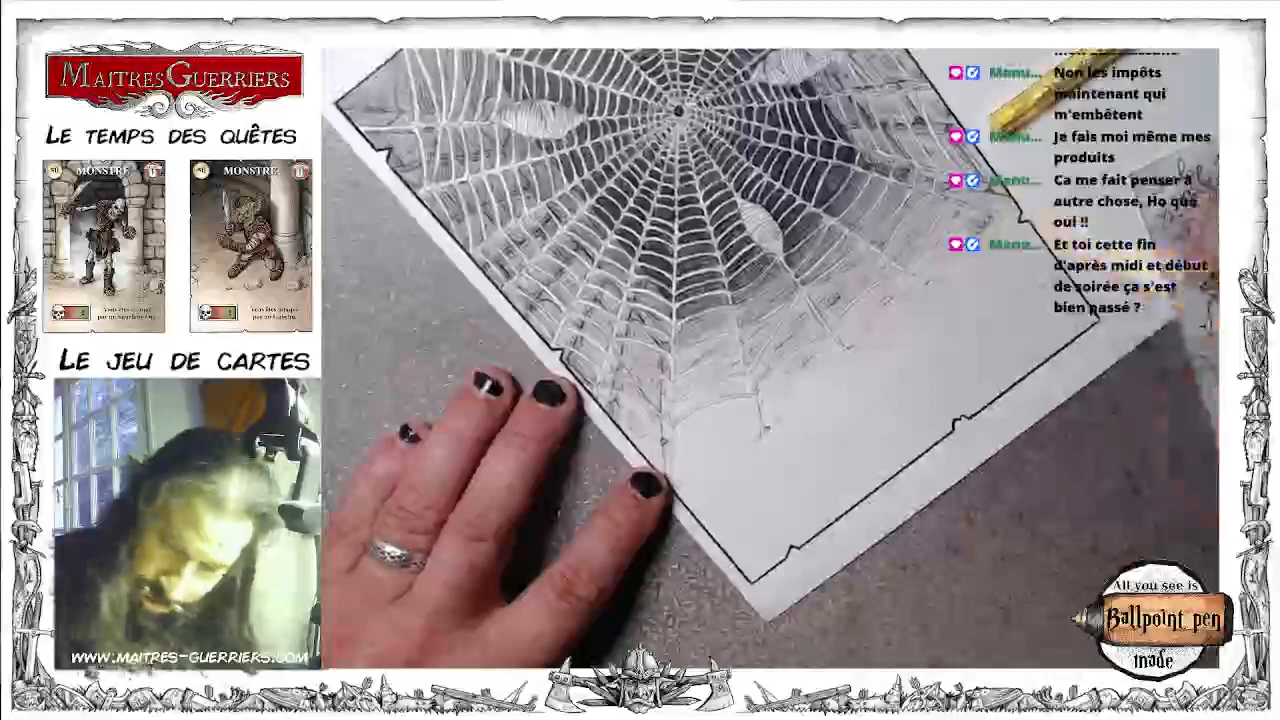 MAITRES GUERRIERS
LE TEMPS DES QUÊTES
MONSTRE
MONSTRE
LE JEU DE CARTES
WWW.MAITRES-GUERRIERS.COM
Non les impôts
maintenant qui
m'embêtent
Je fais moi même mes
produits
Ca me fait penser à
autre chose, Ho que
oui !!
Et toi cette fin
d'après midi et début
de soirée ça s'est
bien passé ?
All you see is
Ballpoint pen
made